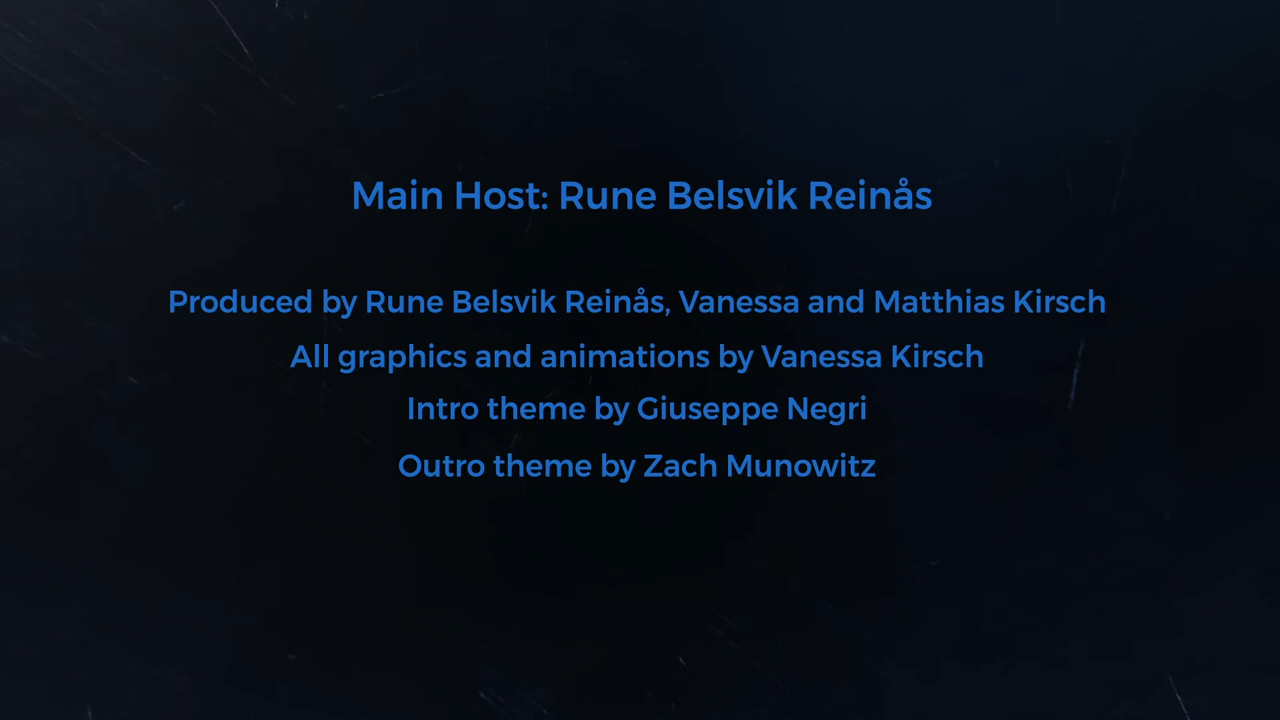 Main Host: Rune Belsvik Reinås
Produced by Rune Belsvik Reinås, Vanessa and Matthias Kirsch
All graphics and animations by Vanessa Kirsch
Intro theme by Giuseppe Negri
Outro theme by Zach Munowitz